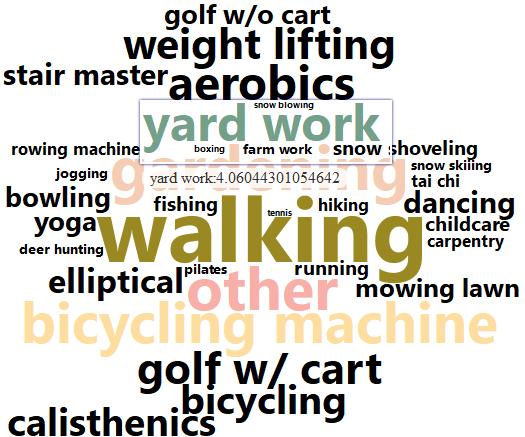 golf w/o cart
weight lifting
stair master
aerobics
snow blowing
yard work
rowing machine
boxing
farm work
snow shoveling
gardening
snow skiiing
jogging
yard work:4.06044301054642
tai chi
bowling
fishing
hiking
dancing
tennis
yoga
walking
childcare
carpentry
deer hunting
pilates
running
elliptical
other
mowing lawn
bicycling machine
golf w/ cart
bicycling
calisthenics